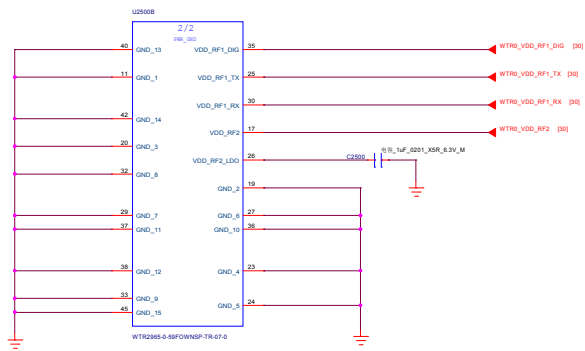 U2500B
2/2
PWR_GND
40 GND_13 VDD_RF1_DIG 35 WTR0_VDD_RF1_DIG [30]
11 GND_1 VDD_RF1_TX 25 WTR0_VDD_RF1_TX [30]
VDD_RF1_RX 30 WTR0_VDD_RF1_RX [30]
42 GND_14
VDD_RF2 17 WTR0_VDD_RF2 [30]
20 GND_3
电容_1uF_0201_X5R_6.3V_M
VDD_RF2_LDO 26 C2500
32 GND_8
GND_2 19
29 GND_7 GND_6 27
37 GND_11 GND_10 36
38 GND_12 GND_4 23
33 GND_9
GND_5 24
45 GND_15
WTR2965-0-59FOWNSP-TR-07-0